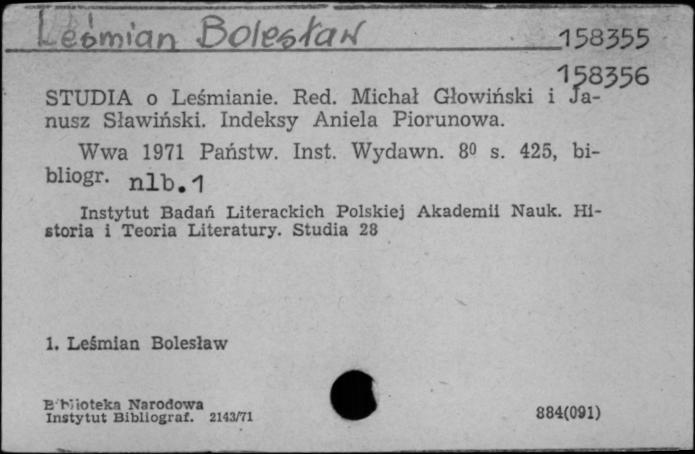 Leśmian Bolesław 158355
158356
STUDIA o Leśmianie. Red. Michał Głowiński i Ja-
nusz Sławiński. Indeksy Aniela Piorunowa.
Wwa 1971 Państw. Inst. Wydawn. 8º s. 425, bi-
bliogr. nlb.1
Instytut Badań Literackich Polskiej Akademii Nauk. Hi-
storia i Teoria Literatury. Studia 28
1. Leśmian Bolesław
Biblioteka Narodowa
Instytut Bibliograf. 2143/71
884(091)